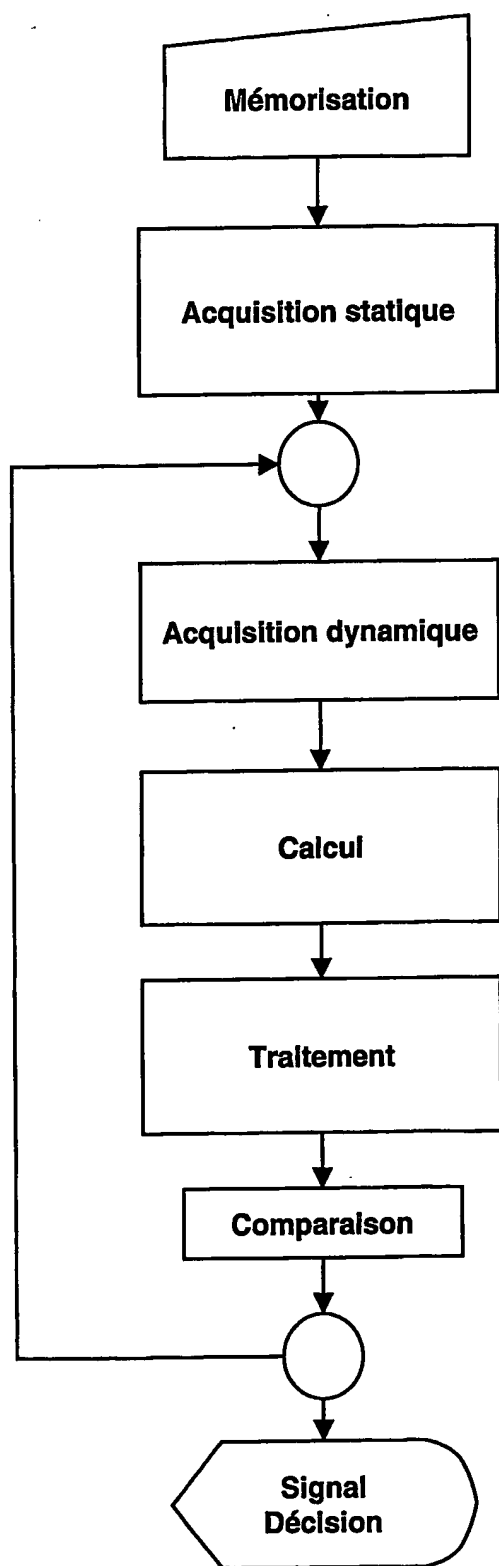 Mémorisation
Acquisition statique
Acquisition dynamique
Calcul
Traitement
Comparaison
Signal
Décision